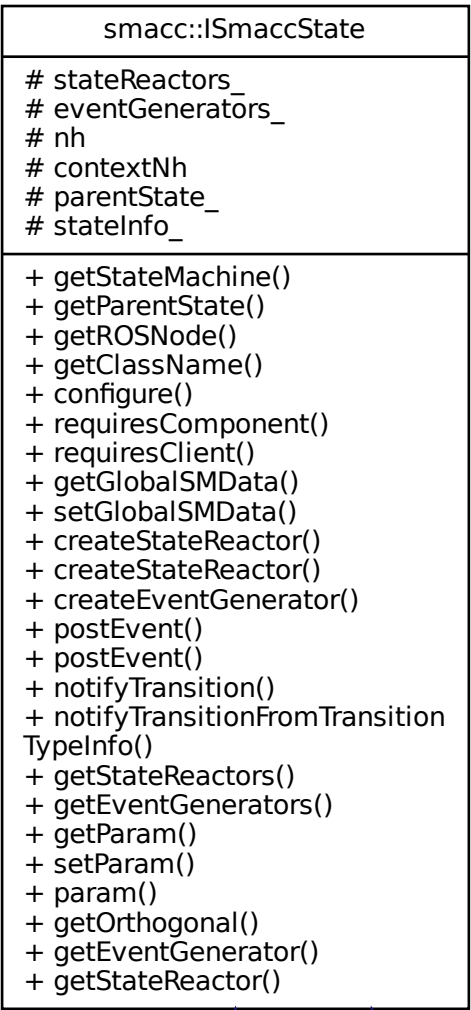 smacc::ISmaccState
# stateReactors_
# eventGenerators_
# nh
# contextNh
# parentState_
# stateInfo_
+ getStateMachine()
+ getParentState()
+ getROSNode()
+ getClassName()
+ configure()
+ requiresComponent()
+ requiresClient()
+ getGlobalSMData()
+ setGlobalSMData()
+ createStateReactor()
+ createStateReactor()
+ createEventGenerator()
+ postEvent()
+ postEvent()
+ notifyTransition()
+ notifyTransitionFromTransition
TypeInfo()
+ getStateReactors()
+ getEventGenerators()
+ getParam()
+ setParam()
+ param()
+ getOrthogonal()
+ getEventGenerator()
+ getStateReactor()